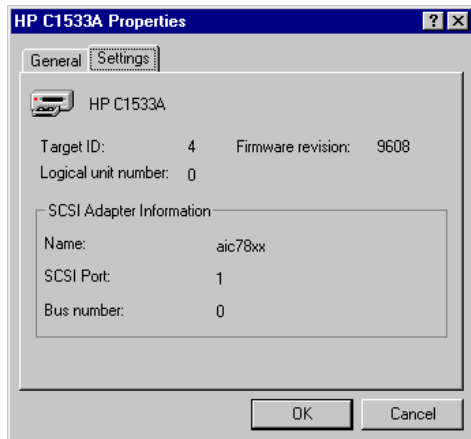 HP C1533A Properties
General Settings
HP C1533A
Target ID: 4 Firmware revision: 9608
Logical unit number: 0
SCSI Adapter Information
Name: aic78xx
SCSI Port: 1
Bus number: 0
OK Cancel